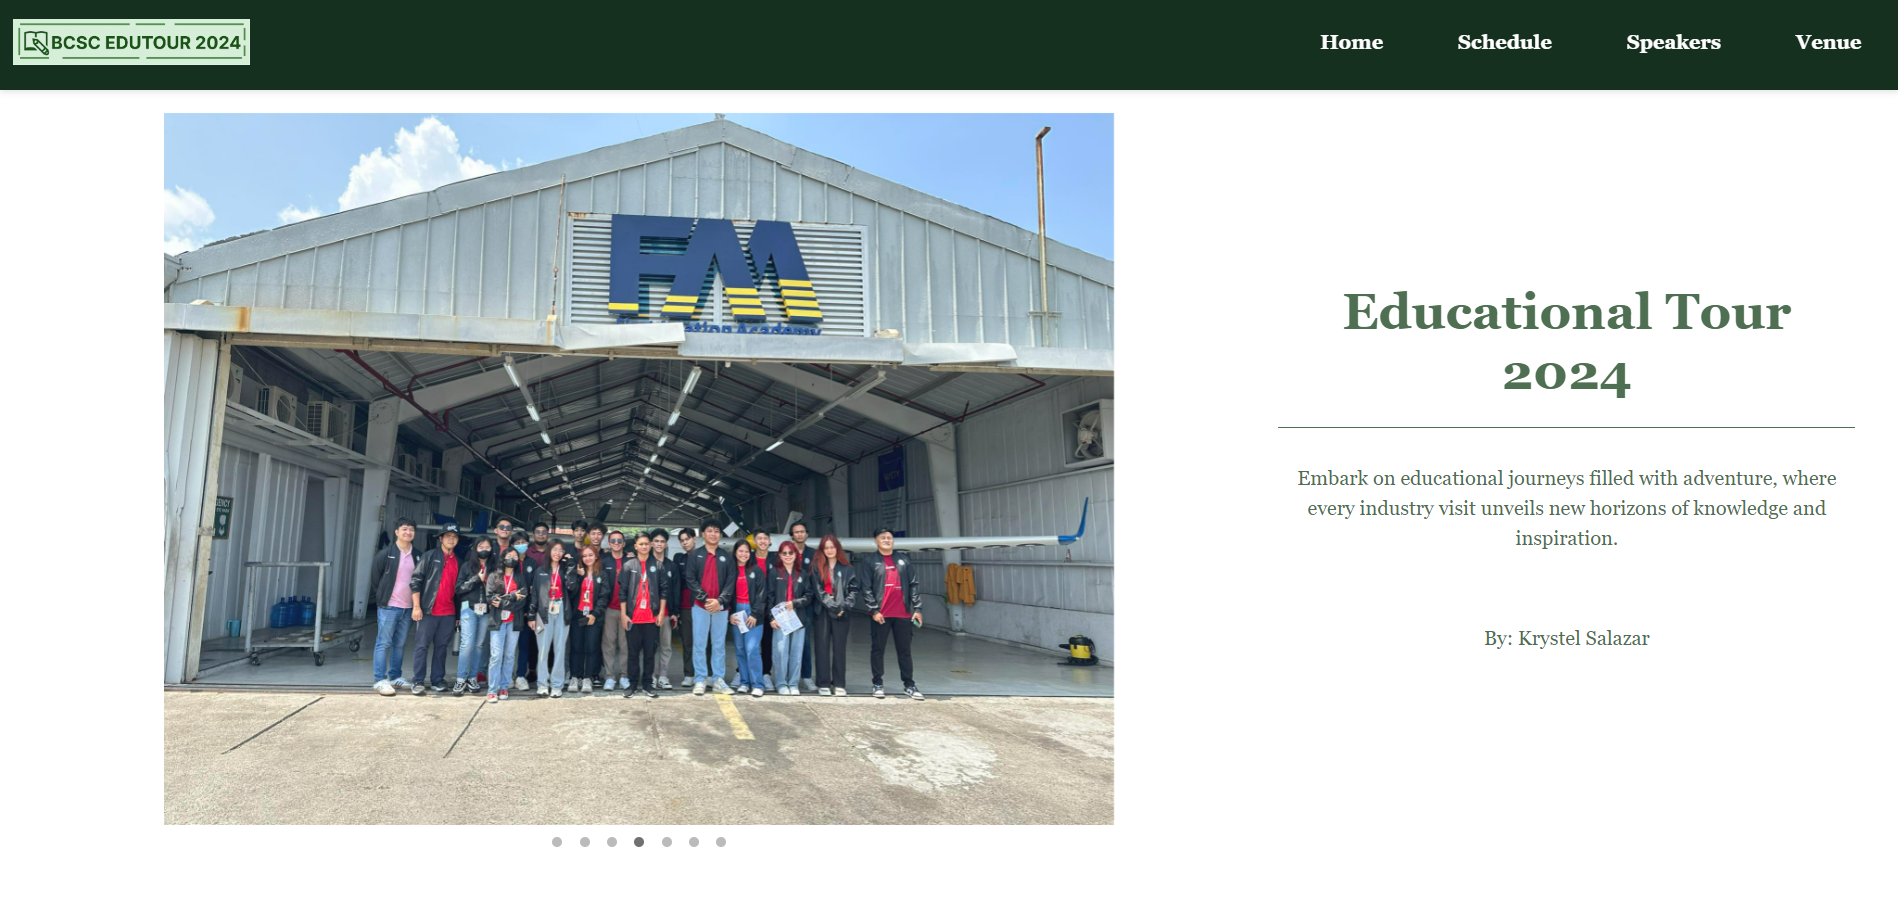 BCSC EDUTOUR 2024
Home Schedule Speakers Venue
FAA
Educational Tour
2024
Embark on educational journeys filled with adventure, where
every industry visit unveils new horizons of knowledge and
inspiration.
By: Krystel Salazar